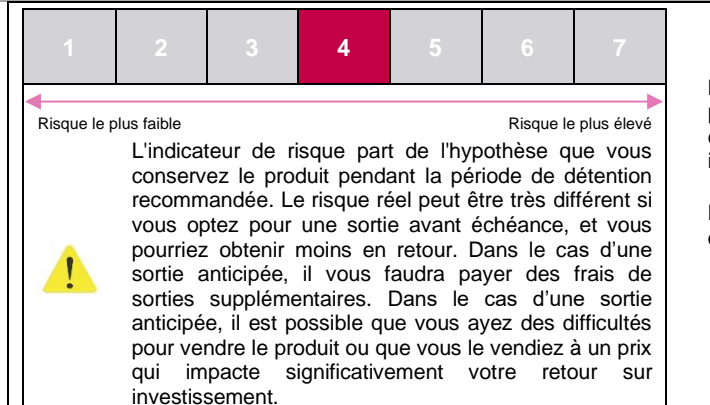 1 2 3 4 5 6 7
Risque le plus faible Risque le plus élevé
L'indicateur de risque part de l'hypothèse que vous
conservez le produit pendant la période de détention
recommandée. Le risque réel peut être très différent si
vous optez pour une sortie avant échéance, et vous
pourriez obtenir moins en retour. Dans le cas d’une
sortie anticipée, il vous faudra payer des frais de
sorties supplémentaires. Dans le cas d’une sortie
anticipée, il est possible que vous ayez des difficultés
pour vendre le produit ou que vous le vendiez à un prix
qui impacte significativement votre retour sur
investissement.